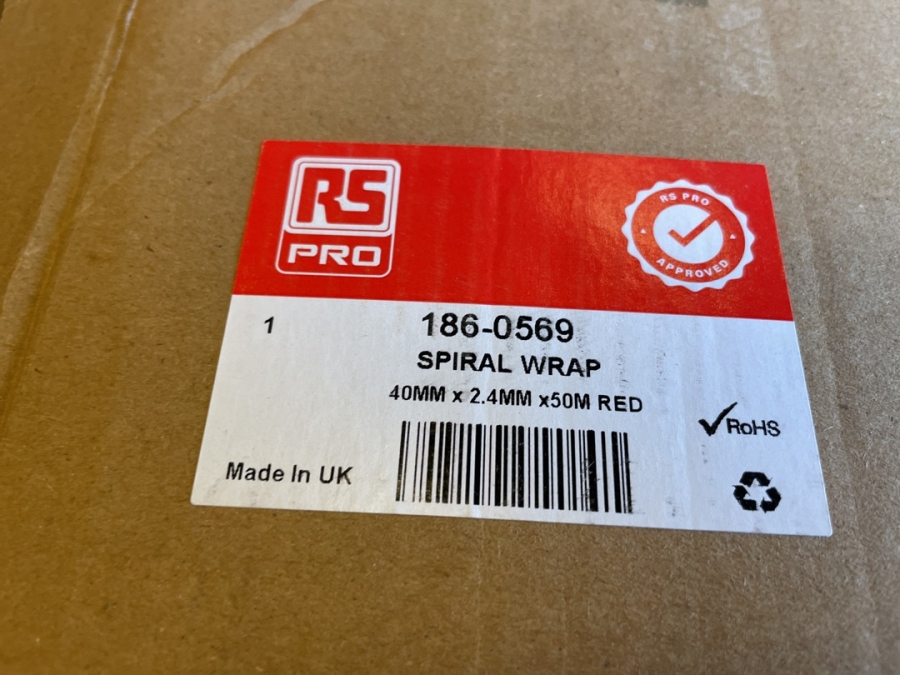 RS
PRO
RS PRO
APPROVED
1
186-0569
SPIRAL WRAP
40MM x 2.4MM x50M RED
RoHS
Made In UK